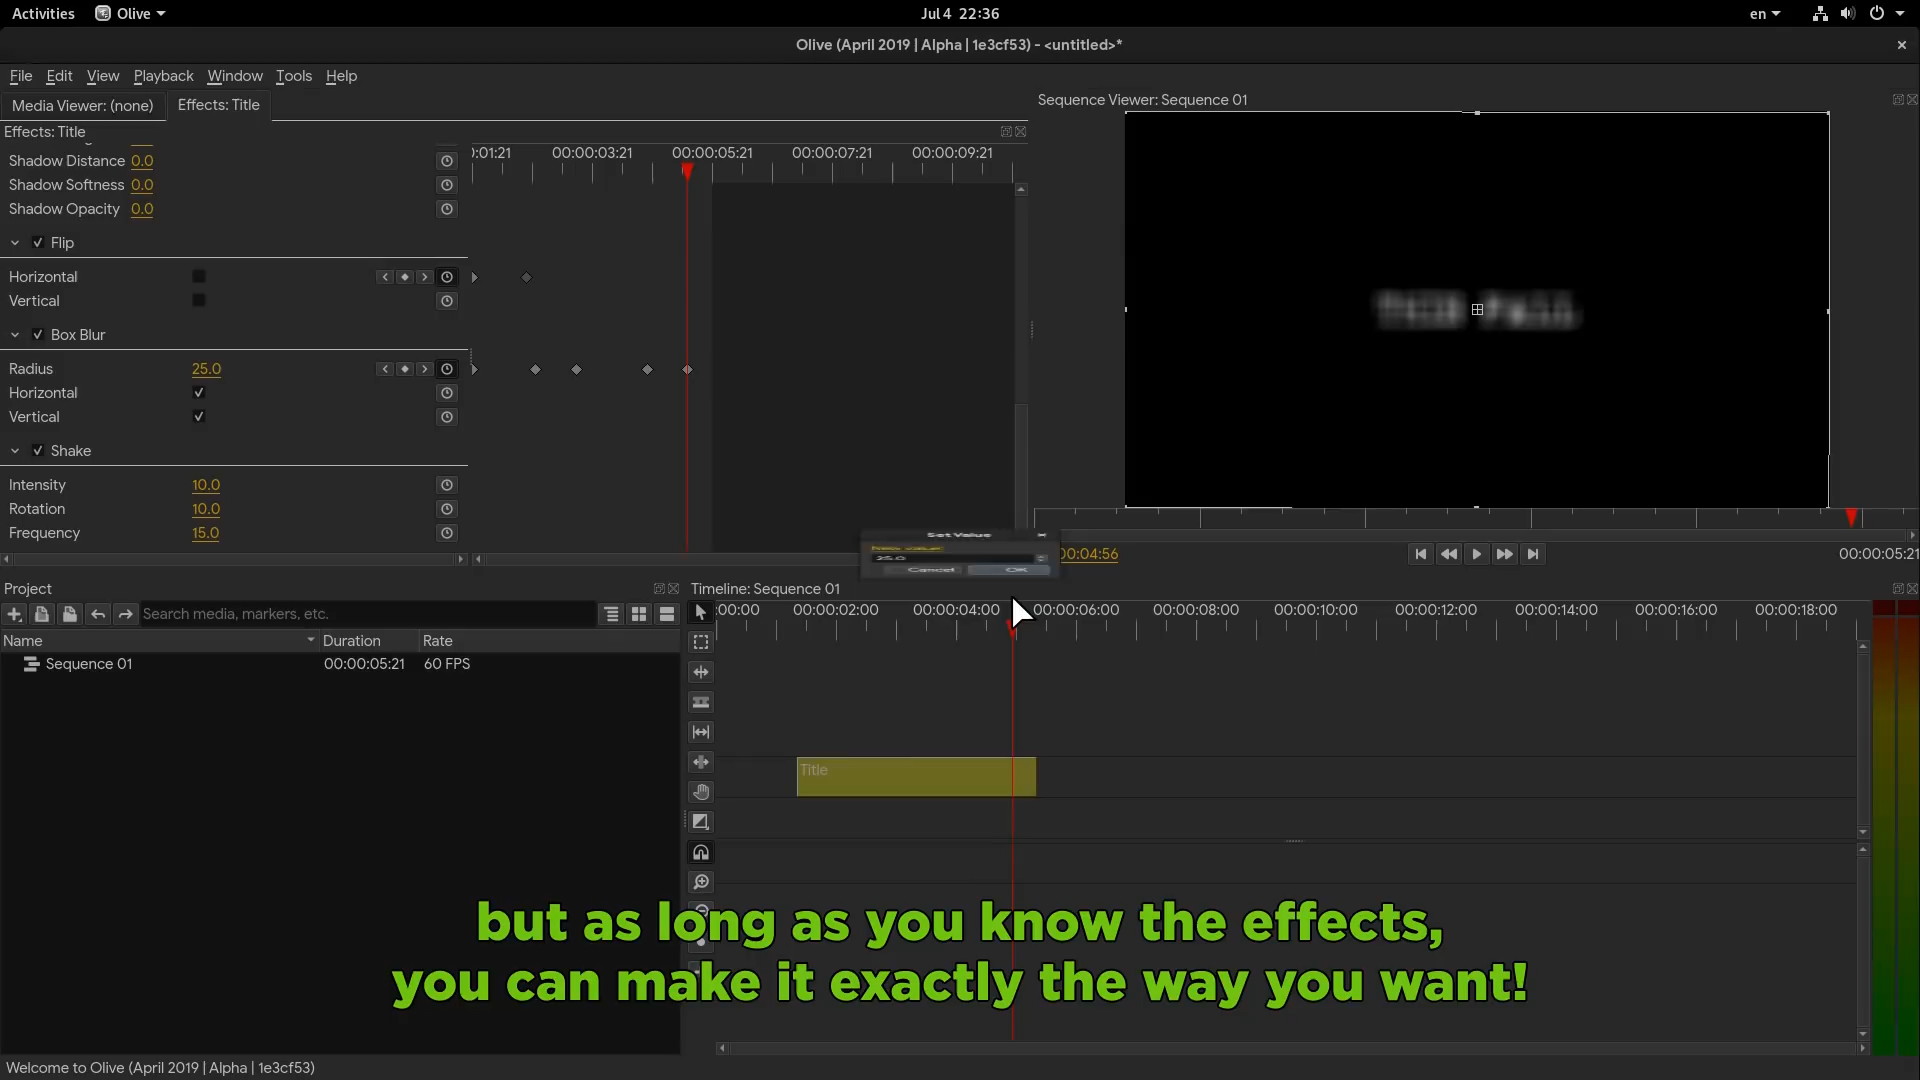 Activities Olive Jul 4 22:36 en
Olive (April 2019 | Alpha | 1e3cf53) - <untitled>*
File Edit View Playback Window Tools Help
Media Viewer: (none) Effects: Title
Sequence Viewer: Sequence 01
Effects: Title
Shadow Distance 0.0
Shadow Softness 0.0
Shadow Opacity 0.0
Flip
Horizontal
Vertical
Box Blur
Radius 25.0
Horizontal
Vertical
Shake
Intensity 10.0
Rotation 10.0
Frequency 15.0
00:00:03:21 00:00:05:21 00:00:07:21 00:00:09:21
Set Value
25.0
Cancel OK
00:04:56 00:00:05:21
Project
Search media, markers, etc.
Name Duration Rate
Sequence 01 00:00:05:21 60 FPS
Timeline: Sequence 01
:00:00 00:00:02:00 00:00:04:00 00:00:06:00 00:00:08:00 00:00:10:00 00:00:12:00 00:00:14:00 00:00:16:00 00:00:18:00
Title
but as long as you know the effects,
you can make it exactly the way you want!
Welcome to Olive (April 2019 | Alpha | 1e3cf53)